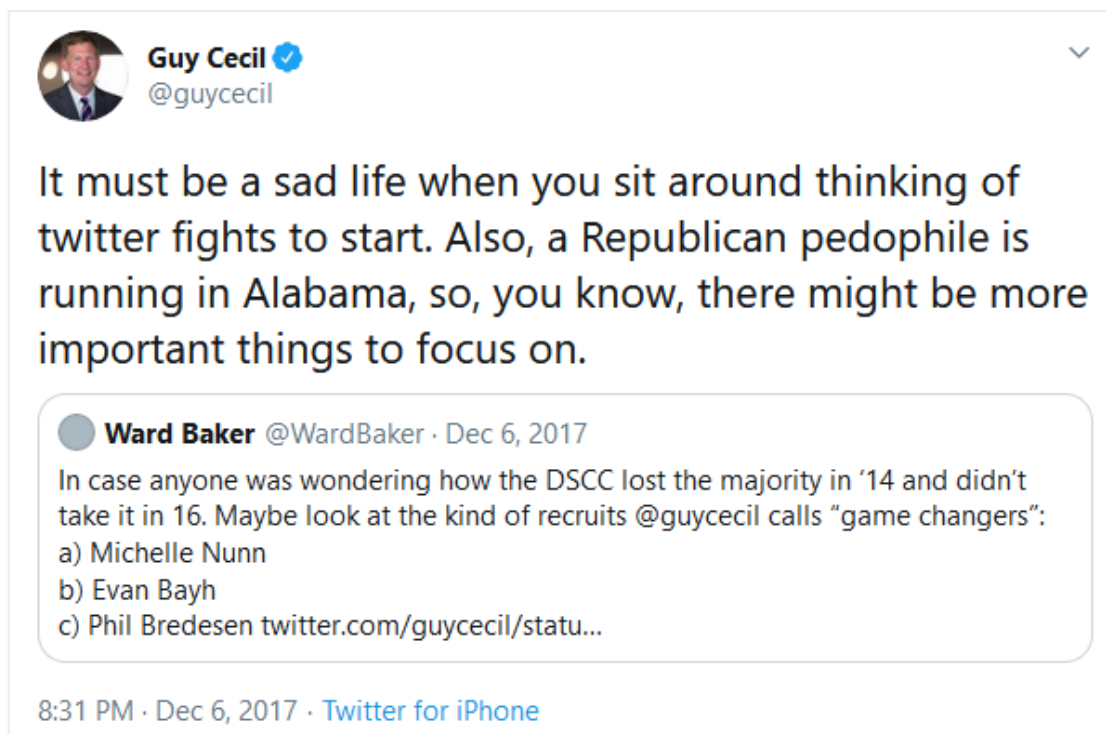 Guy Cecil
@guycecil
It must be a sad life when you sit around thinking of
twitter fights to start. Also, a Republican pedophile is
running in Alabama, so, you know, there might be more
important things to focus on.
Ward Baker @WardBaker · Dec 6, 2017
In case anyone was wondering how the DSCC lost the majority in ‘14 and didn’t
take it in 16. Maybe look at the kind of recruits @guycecil calls “game changers”:
a) Michelle Nunn
b) Evan Bayh
c) Phil Bredesen twitter.com/guycecil/statu...
8:31 PM · Dec 6, 2017 · Twitter for iPhone